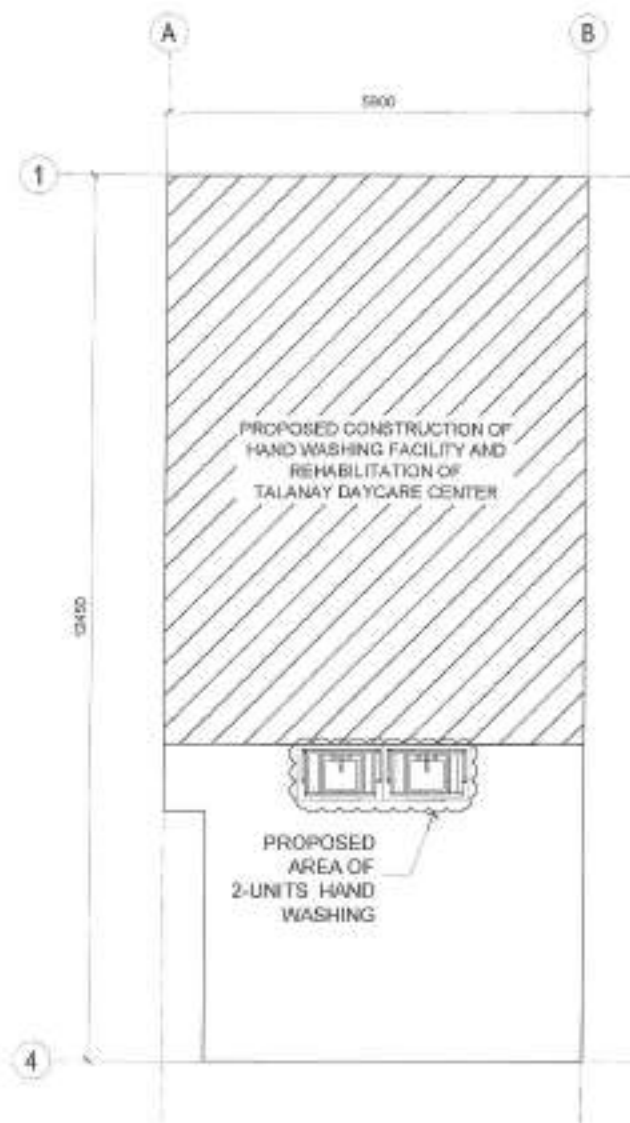 A
B
5900
1
PROPOSED CONSTRUCTION OF
HAND WASHING FACILITY AND
REHABILITATION OF
TALANAY DAYCARE CENTER
12450
PROPOSED
AREA OF
2-UNITS HAND
WASHING
4